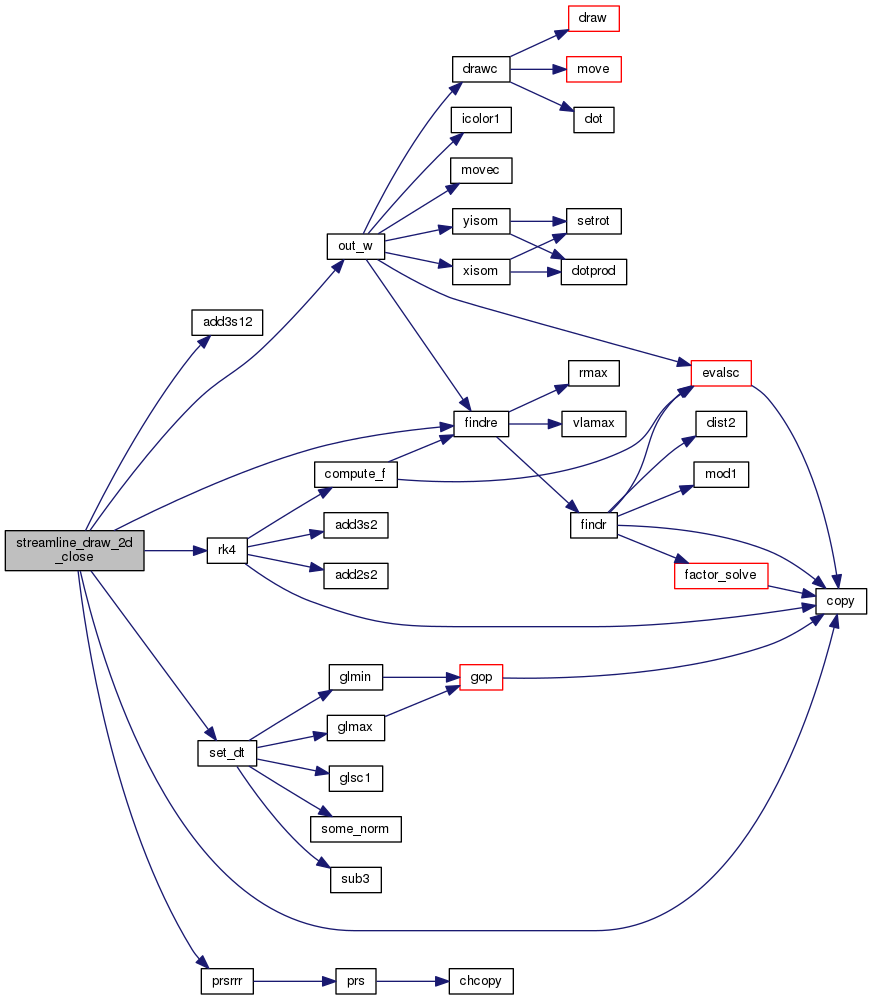 draw
drawc
move
icolor1
dot
movec
yisom
setrot
out_w
xisom
dotprod
add3s12
rmax
evalsc
findre
vlamax
dist2
compute_f
mod1
streamline_draw_2d
_close
rk4
add3s2
findr
add2s2
factor_solve
copy
glmin
gop
glmax
set_dt
glsc1
some_norm
sub3
prsrrr
prs
chcopy